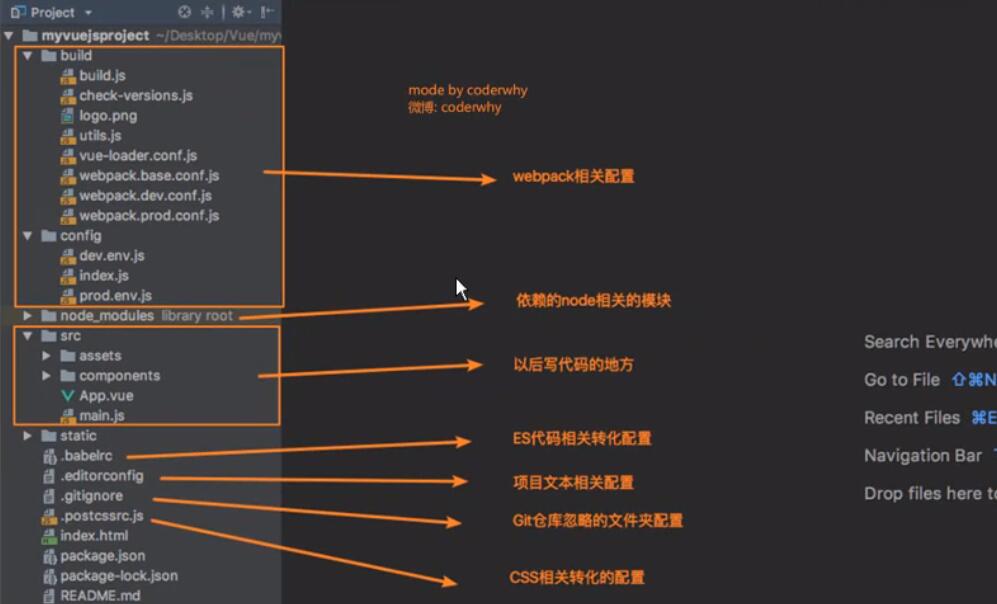 Project
myvuejsproject ~/Desktop/Vue/myv
build
build.js
check-versions.js
logo.png
utils.js
vue-loader.conf.js
webpack.base.conf.js
webpack.dev.conf.js
webpack.prod.conf.js
config
dev.env.js
index.js
prod.env.js
node_modules library root
src
assets
components
App.vue
main.js
static
.babelrc
.editorconfig
.gitignore
.postcssrc.js
index.html
package.json
package-lock.json
README.md
mode by coderwhy
微博: coderwhy
webpack相关配置
依赖的node相关的模块
以后写代码的地方
ES代码相关转化配置
项目文本相关配置
Git仓库忽略的文件夹配置
CSS相关转化的配置
Search Everywhe
Go to File ⇧⌘N
Recent Files ⌘E
Navigation Bar
Drop files here to